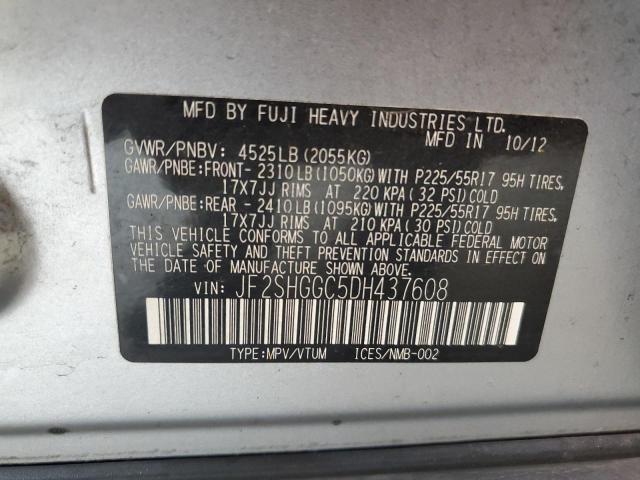 MFD BY FUJI HEAVY INDUSTRIES LTD.
MFD IN 10/12
GVWR/PNBV: 4525LB (2055KG)
GAWR/PNBE:FRONT- 2310LB(1050KG)WITH P225/55R17 95H TIRES,
17X7JJ RIMS AT 220 KPA(32 PSI)COLD
GAWR/PNBE:REAR - 2410LB(1095KG)WITH P225/55R17 95H TIRES,
17X7JJ RIMS AT 210 KPA(30 PSI)COLD
THIS VEHICLE CONFORMS TO ALL APPLICABLE FEDERAL MOTOR
VEHICLE SAFETY AND THEFT PREVENTION STANDARDS IN EFFECT ON
THE DATE OF MANUFACTURE SHOWN ABOVE.
VIN: JF2SHGGC5DH437608
TYPE:MPV/VTUM ICES/NMB-002